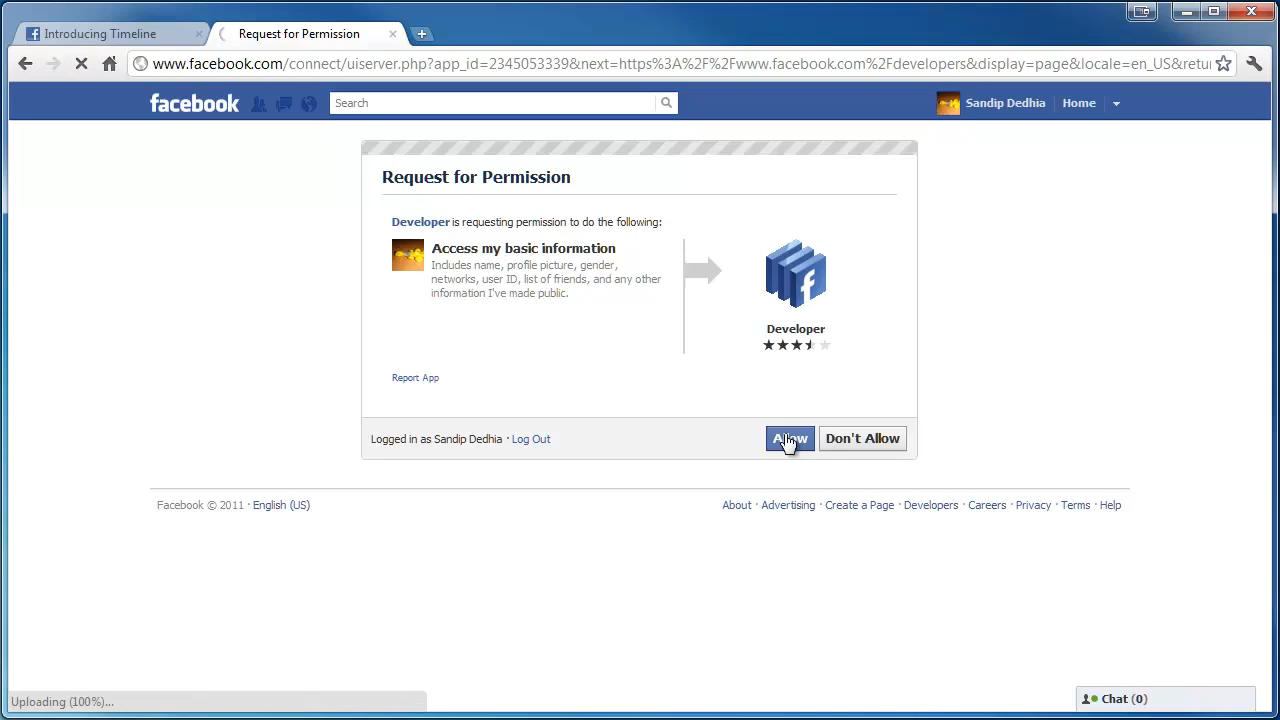 Introducing Timeline
Request for Permission
www.facebook.com/connect/uiserver.php?app_id=2345053339&next=https%3A%2F%2Fwww.facebook.com%2Fdevelopers&display=page&locale=en_US&retu
facebook
Search
Sandip Dedhia
Home
Request for Permission
Developer is requesting permission to do the following:
Access my basic information
Includes name, profile picture, gender,
networks, user ID, list of friends, and any other
information I've made public.
Developer
Report App
Logged in as Sandip Dedhia · Log Out
Allow
Don't Allow
Facebook © 2011 · English (US)
About · Advertising · Create a Page · Developers · Careers · Privacy · Terms · Help
Uploading (100%)...
Chat (0)